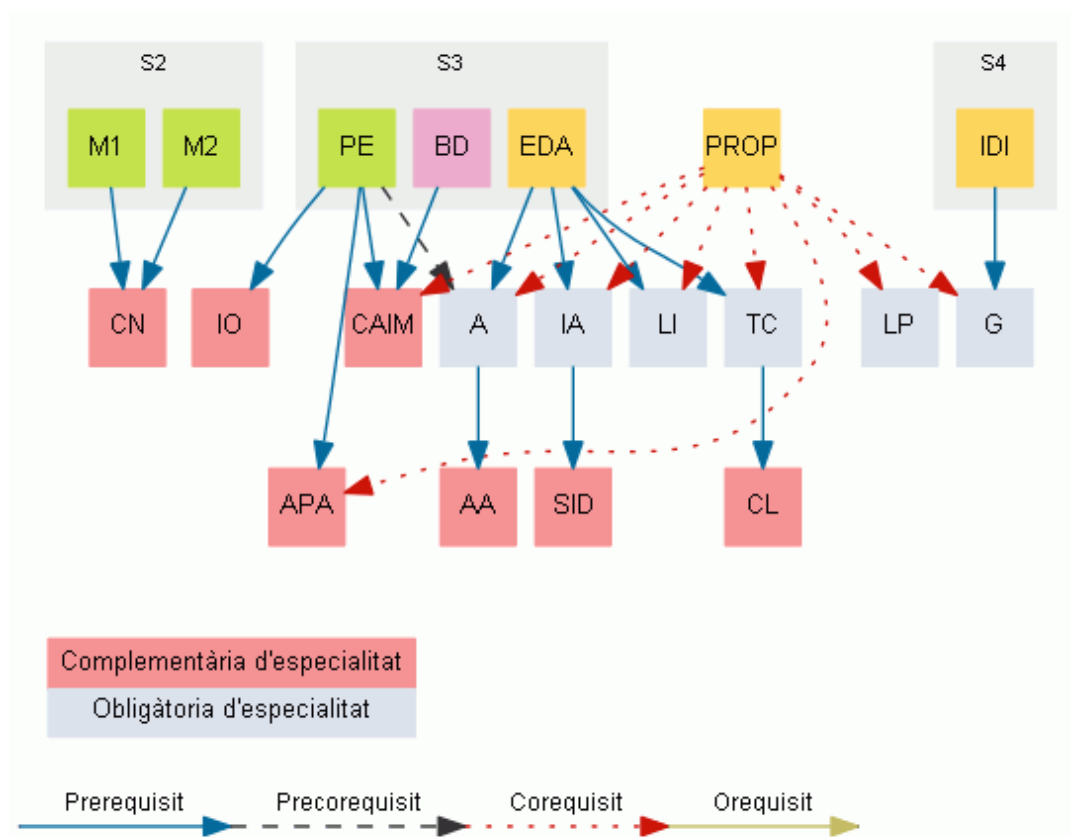 S2
S3
S4
M1
M2
PE
BD
EDA
PROP
IDI
CN
IO
CAIM
A
IA
LI
TC
LP
G
APA
AA
SID
CL
Complementària d'especialitat
Obligàtoria d'especialitat
Prerequisit
Precorequisit
Corequisit
Orequisit